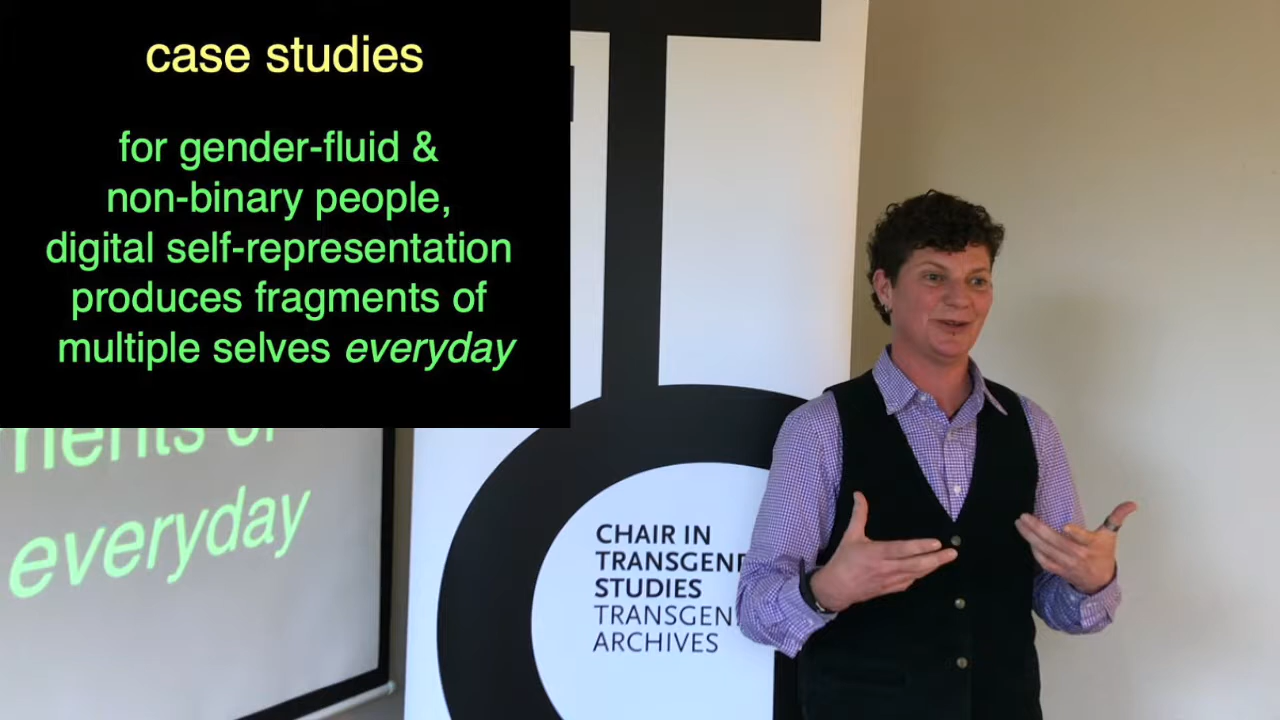 case studies
for gender-fluid &
non-binary people,
digital self-representation
produces fragments of
multiple selves everyday
everyday
CHAIR IN
STUDIES
ARCHIVES